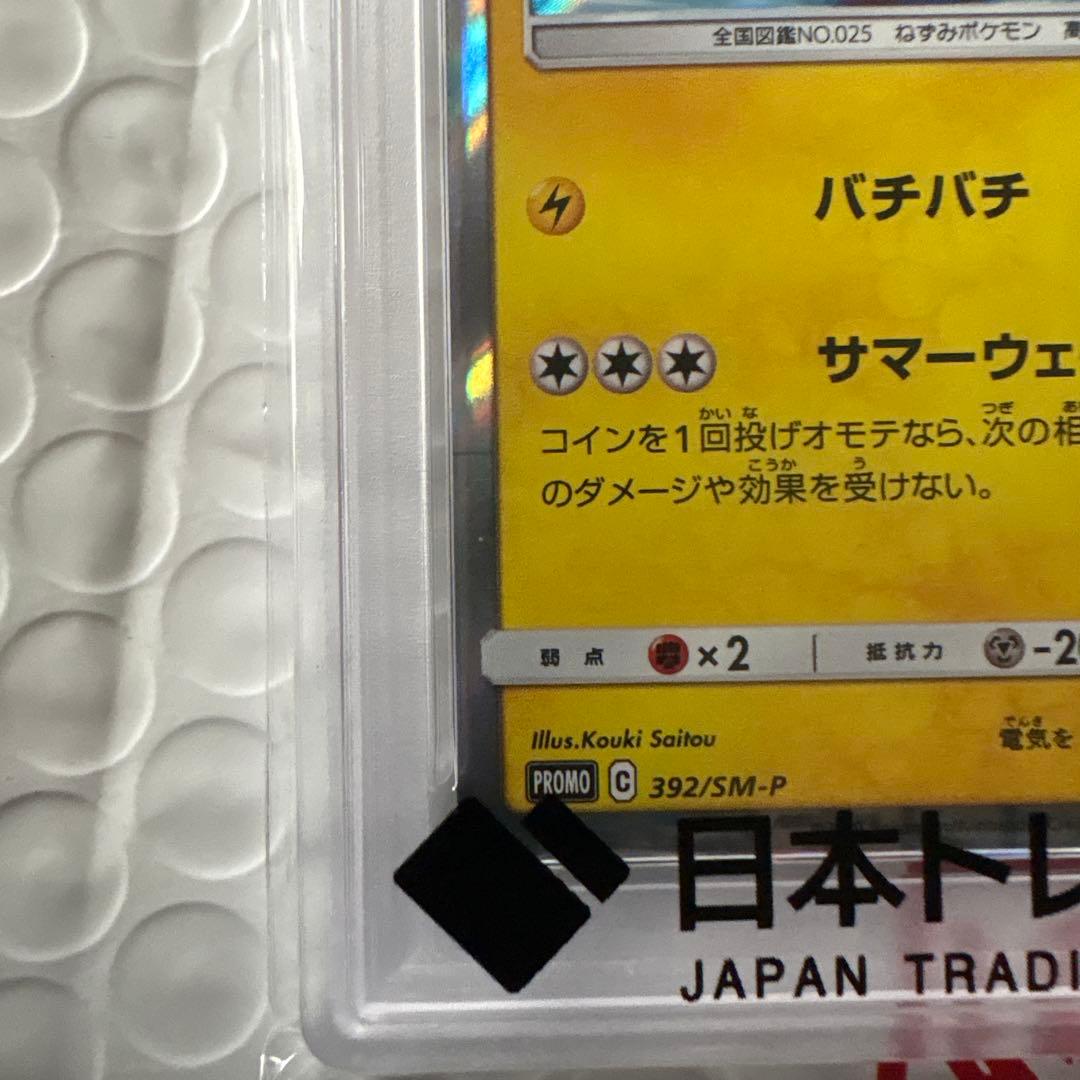 全国図鑑NO.025 ねずみポケモン 高
バチバチ
サマーウェ
かい な つぎ あ
コインを1回投げオモテなら、次の相
こうか う
のダメージや効果を受けない。
弱点 ×2 抵抗力 -20
Illus.Kouki Saitou
でんき
電気を
PROMO C 392/SM-P
日本トレ
JAPAN TRADI